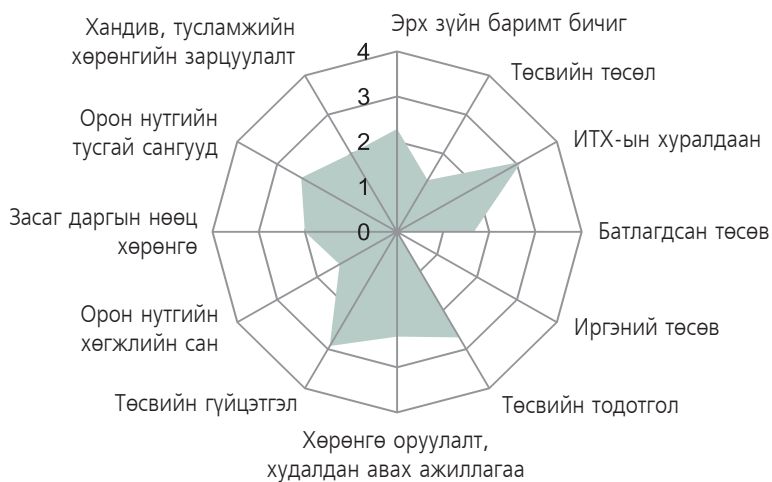 Эрх зүйн баримт бичиг
Төсвийн төсөл
ИТХ-ын хуралдаан
Батлагдсан төсөв
Иргэний төсөв
Төсвийн тодотгол
Хөрөнгө оруулалт,
худалдан авах ажиллагаа
Төсвийн гүйцэтгэл
Орон нутгийн
хөгжлийн сан
Засаг даргын нөөц
хөрөнгө
Орон нутгийн
тусгай сангууд
Хандив, тусламжийн
хөрөнгийн зарцуулалт
4
3
2
1
0